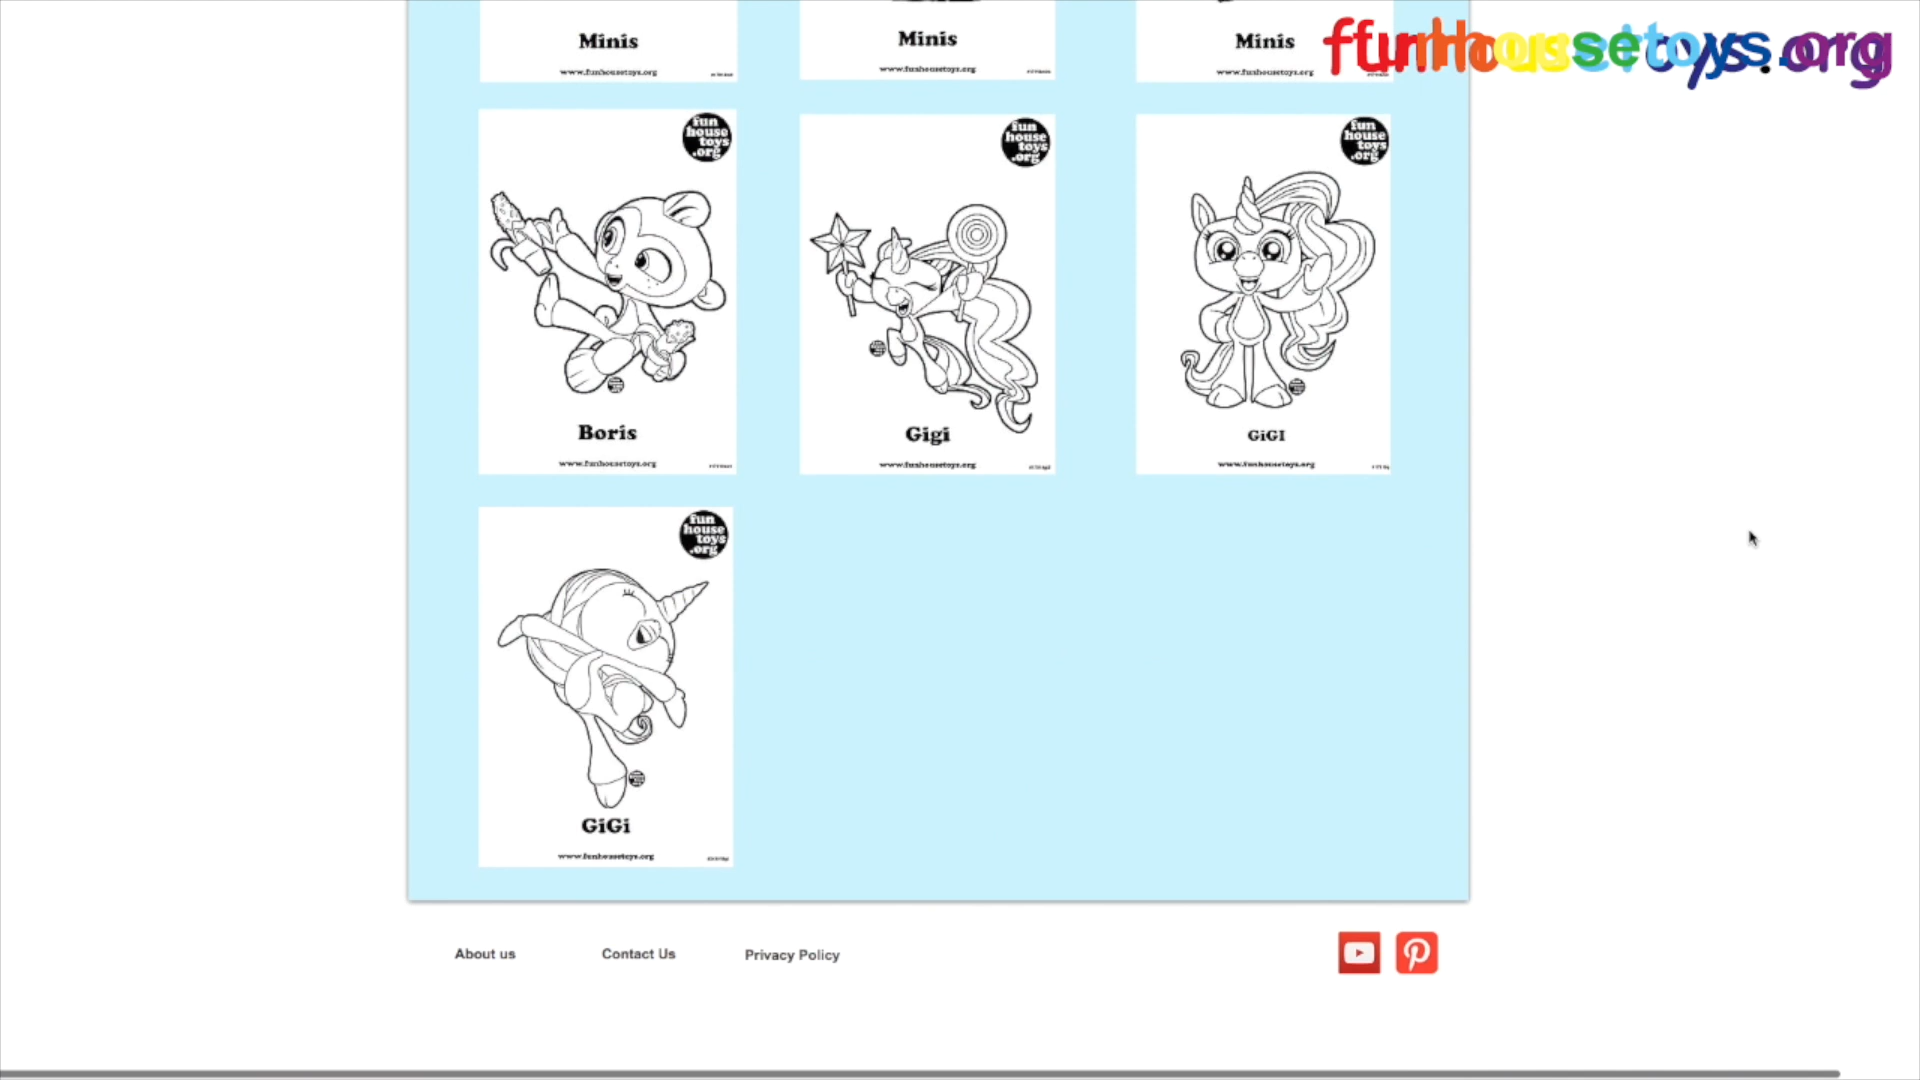 Minis
www.funhousetoys.org
Minis
www.funhousetoys.org
Minis
www.funhousetoys.org
funhousetoys.org
fun
house
toys
.org
Boris
www.funhousetoys.org
fun
house
toys
.org
Gigi
www.funhousetoys.org
fun
house
toys
.org
GiGI
www.funhousetoys.org
fun
house
toys
.org
GiGi
www.funhousetoys.org
About us
Contact Us
Privacy Policy